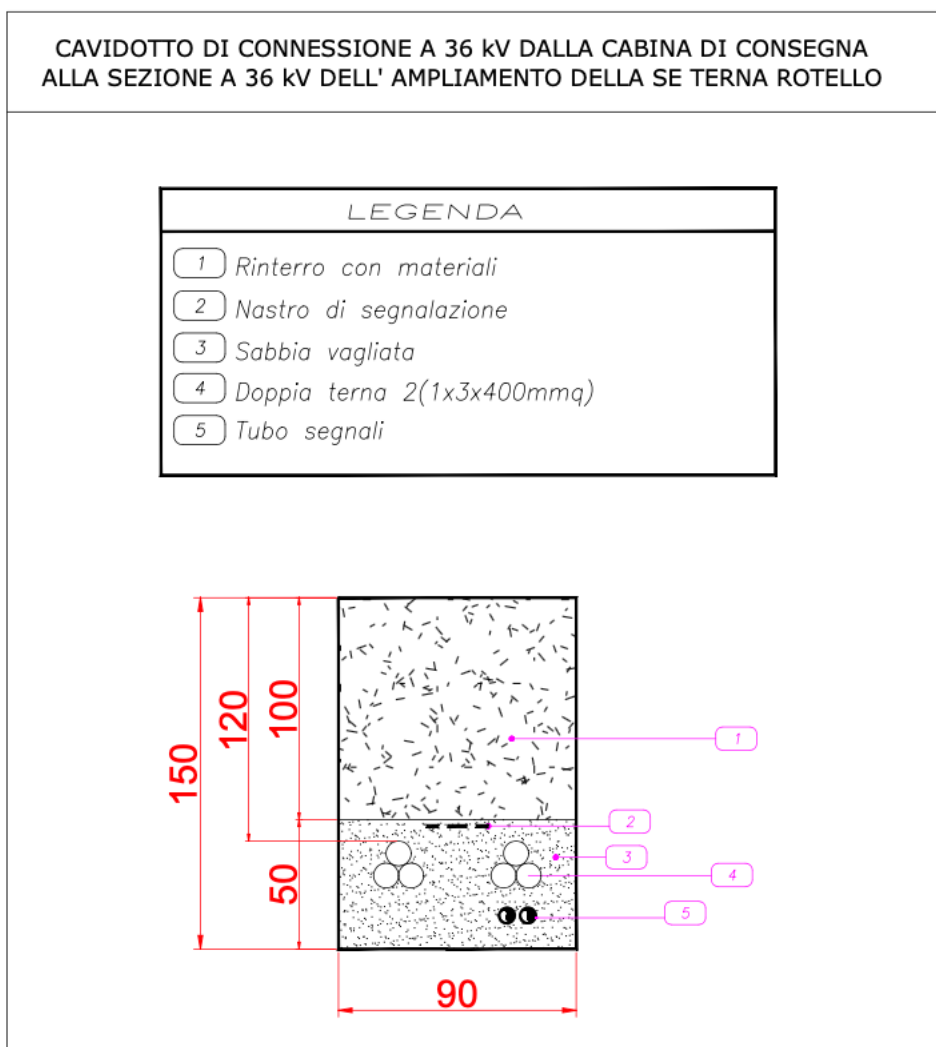 CAVIDOTTO DI CONNESSIONE A 36 kV DALLA CABINA DI CONSEGNA
ALLA SEZIONE A 36 kV DELL' AMPLIAMENTO DELLA SE TERNA ROTELLO
LEGENDA
1 Rinterro con materiali
2 Nastro di segnalazione
3 Sabbia vagliata
4 Doppia terna 2(1x3x400mmq)
5 Tubo segnali
150
120
100
50
90
1
2
3
4
5